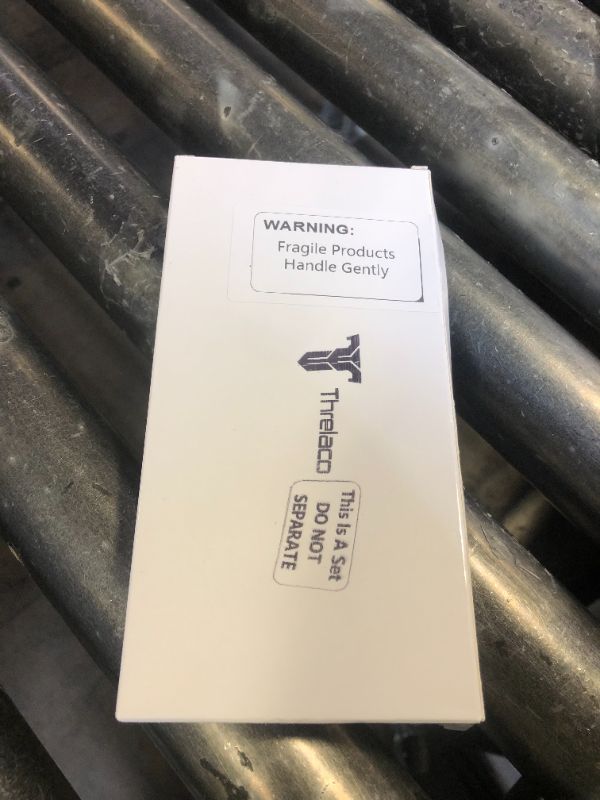 WARNING:
Fragile Products
Handle Gently
Threlaco
This Is A Set
DO NOT
SEPARATE